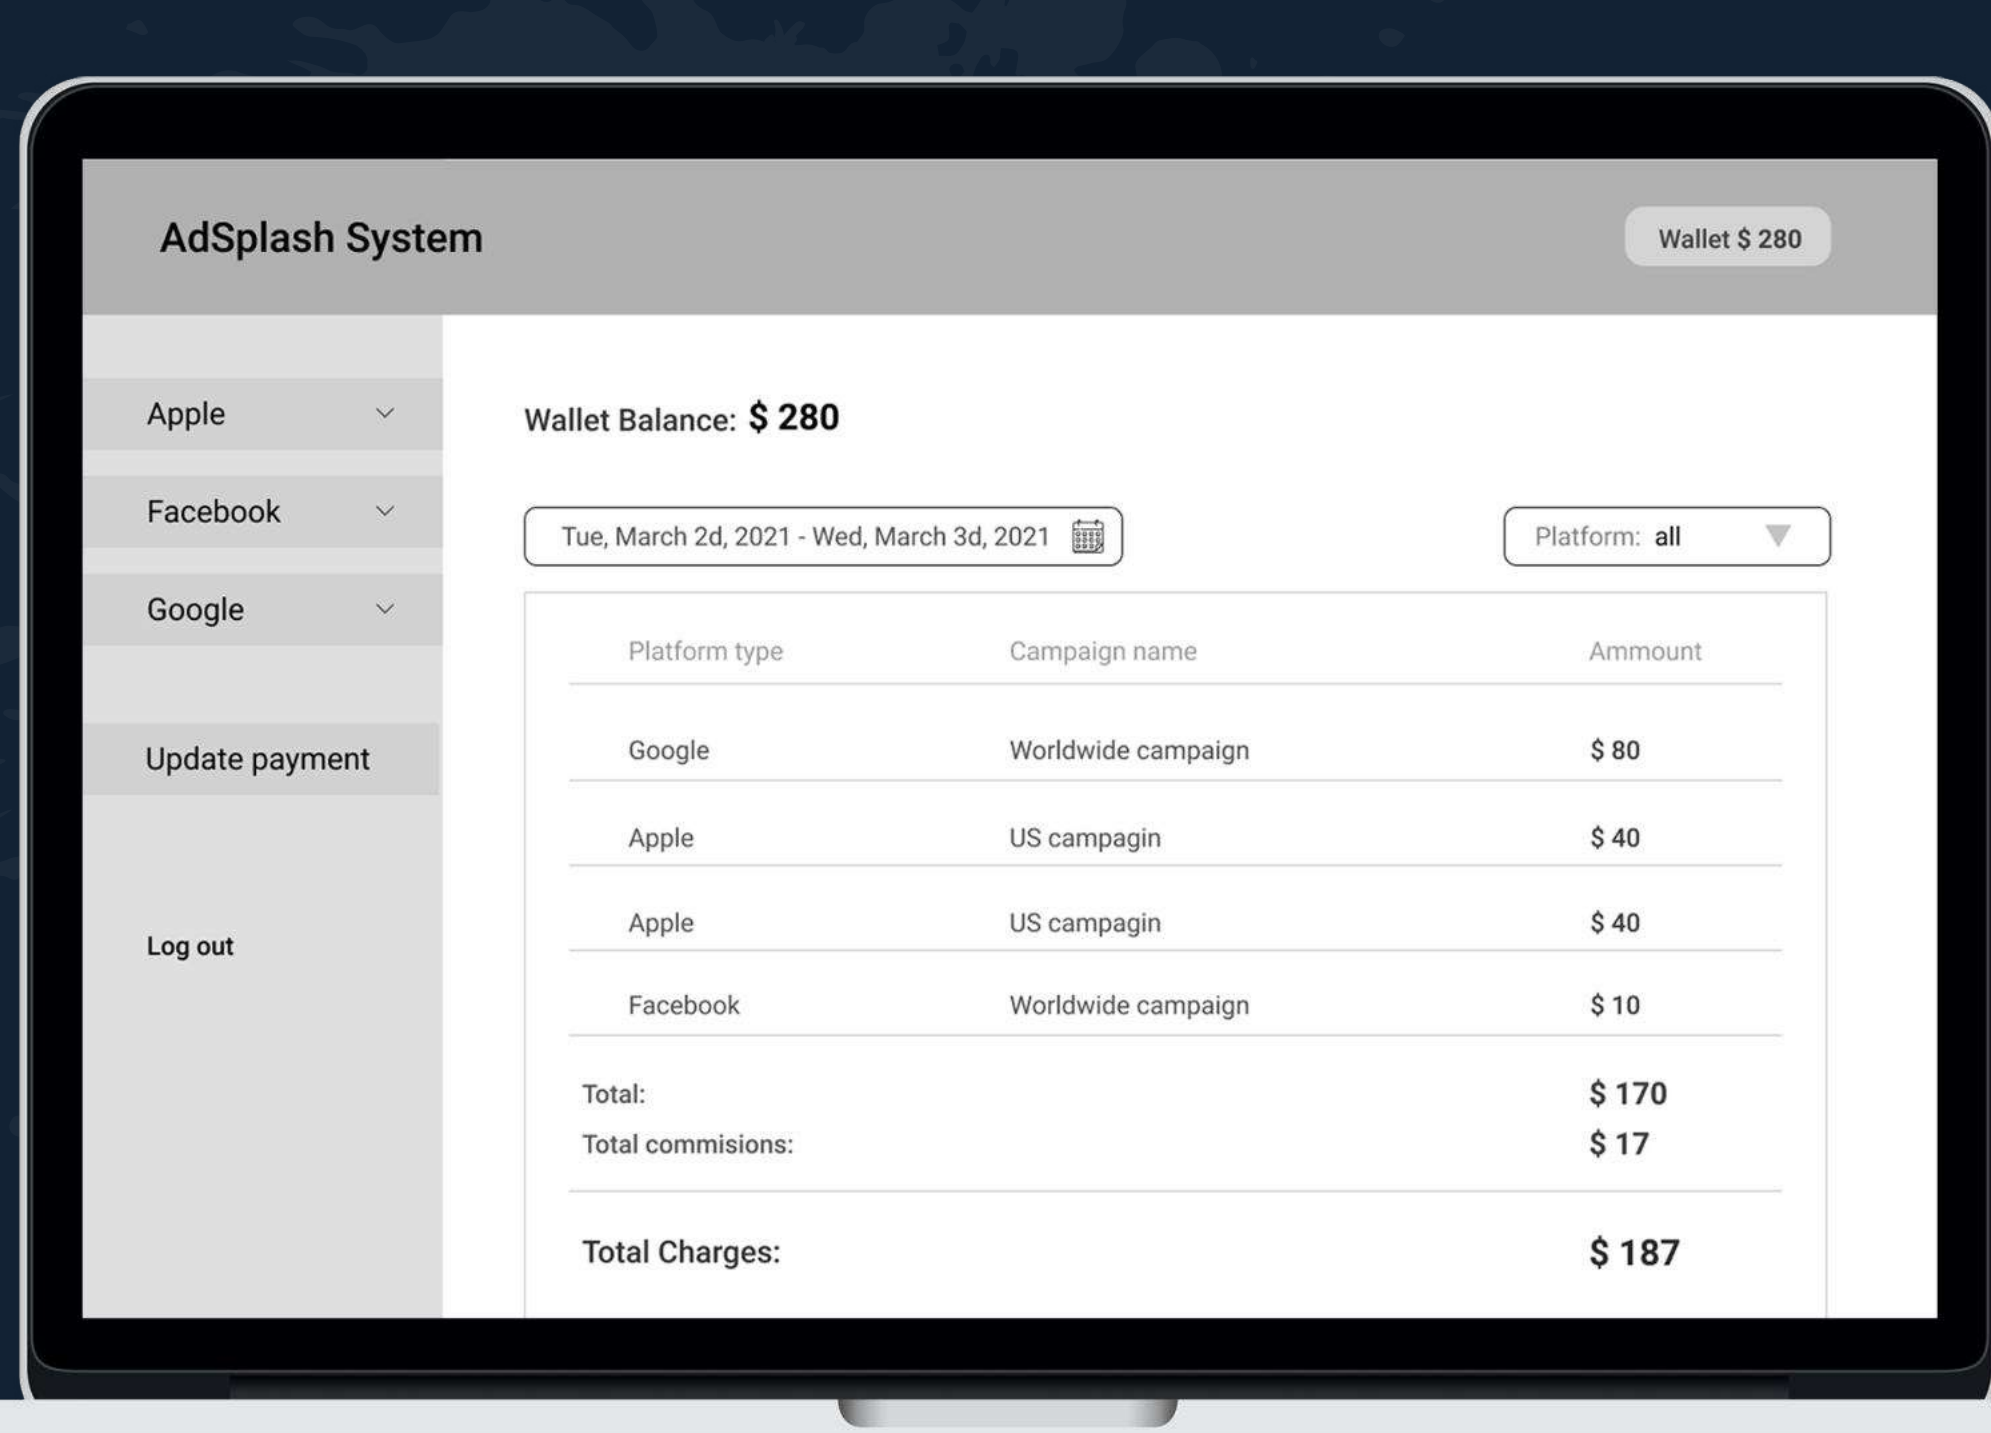 AdSplash System
Wallet $ 280
Apple
Facebook
Google
Update payment
Log out
Wallet Balance: $ 280
Tue, March 2d, 2021 - Wed, March 3d, 2021
Platform: all
Platform type Campaign name Ammount
Google Worldwide campaign $ 80
Apple US campagin $ 40
Apple US campagin $ 40
Facebook Worldwide campaign $ 10
Total: $ 170
Total commisions: $ 17
Total Charges: $ 187